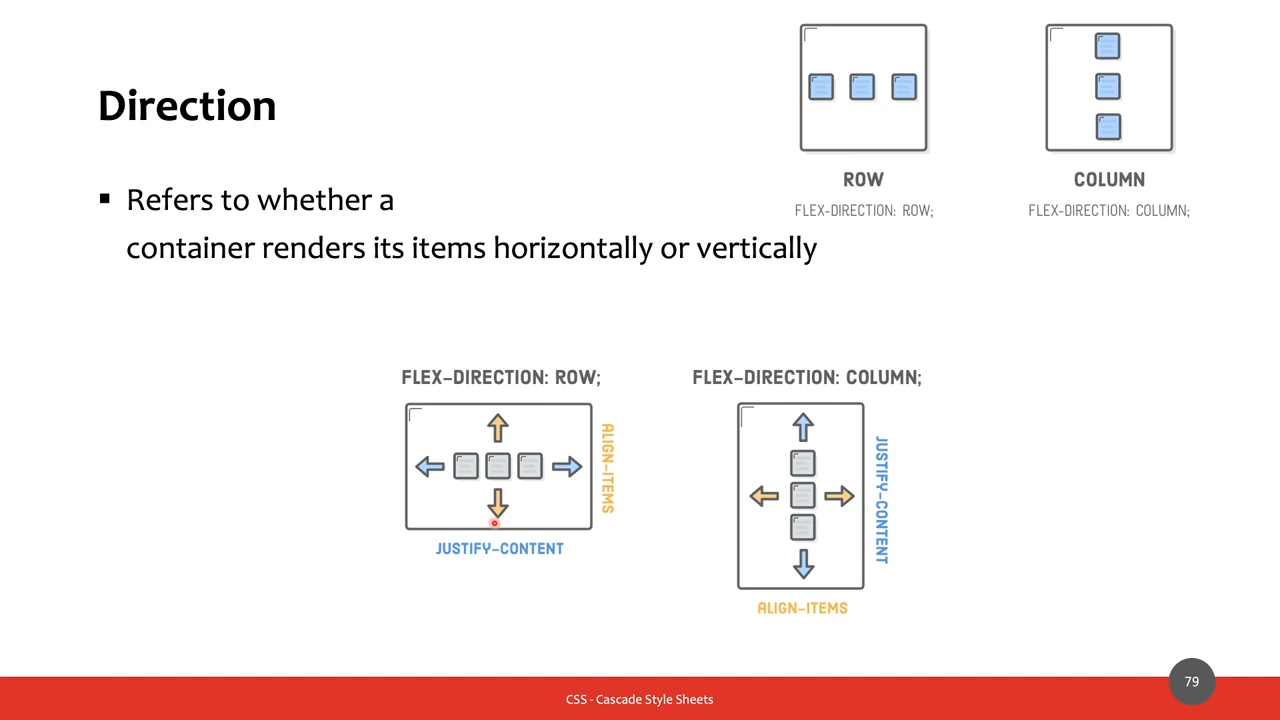 Direction
▪ Refers to whether a
container renders its items horizontally or vertically
ROW
FLEX-DIRECTION: ROW;
COLUMN
FLEX-DIRECTION: COLUMN;
FLEX-DIRECTION: ROW;
ALIGN-ITEMS
JUSTIFY-CONTENT
FLEX-DIRECTION: COLUMN;
JUSTIFY-CONTENT
ALIGN-ITEMS
CSS - Cascade Style Sheets
79